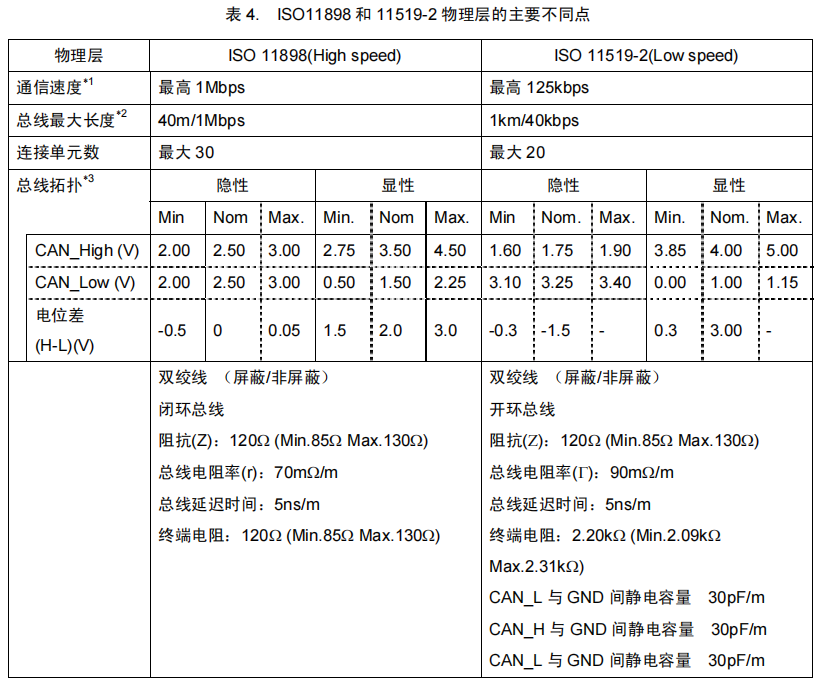 表 4. ISO11898 和 11519-2 物理层的主要不同点
物理层 ISO 11898(High speed) ISO 11519-2(Low speed)
通信速度*1 最高 1Mbps 最高 125kbps
总线最大长度*2 40m/1Mbps 1km/40kbps
连接单元数 最大 30 最大 20
总线拓扑*3 隐性 显性 隐性 显性
Min Nom Max. Min. Nom Max. Min Nom. Max. Min. Nom. Max.
CAN_High (V) 2.00 2.50 3.00 2.75 3.50 4.50 1.60 1.75 1.90 3.85 4.00 5.00
CAN_Low (V) 2.00 2.50 3.00 0.50 1.50 2.25 3.10 3.25 3.40 0.00 1.00 1.15
电位差
(H-L)(V) -0.5 0 0.05 1.5 2.0 3.0 -0.3 -1.5 - 0.3 3.00 -
双绞线 （屏蔽/非屏蔽）
闭环总线
阻抗(Z)：120Ω (Min.85Ω Max.130Ω)
总线电阻率(r)：70mΩ/m
总线延迟时间：5ns/m
终端电阻：120Ω (Min.85Ω Max.130Ω)
双绞线 （屏蔽/非屏蔽）
开环总线
阻抗(Z)：120Ω (Min.85Ω Max.130Ω)
总线电阻率(Γ)：90mΩ/m
总线延迟时间：5ns/m
终端电阻：2.20kΩ (Min.2.09kΩ
Max.2.31kΩ)
CAN_L 与 GND 间静电容量 30pF/m
CAN_H 与 GND 间静电容量 30pF/m
CAN_L 与 GND 间静电容量 30pF/m